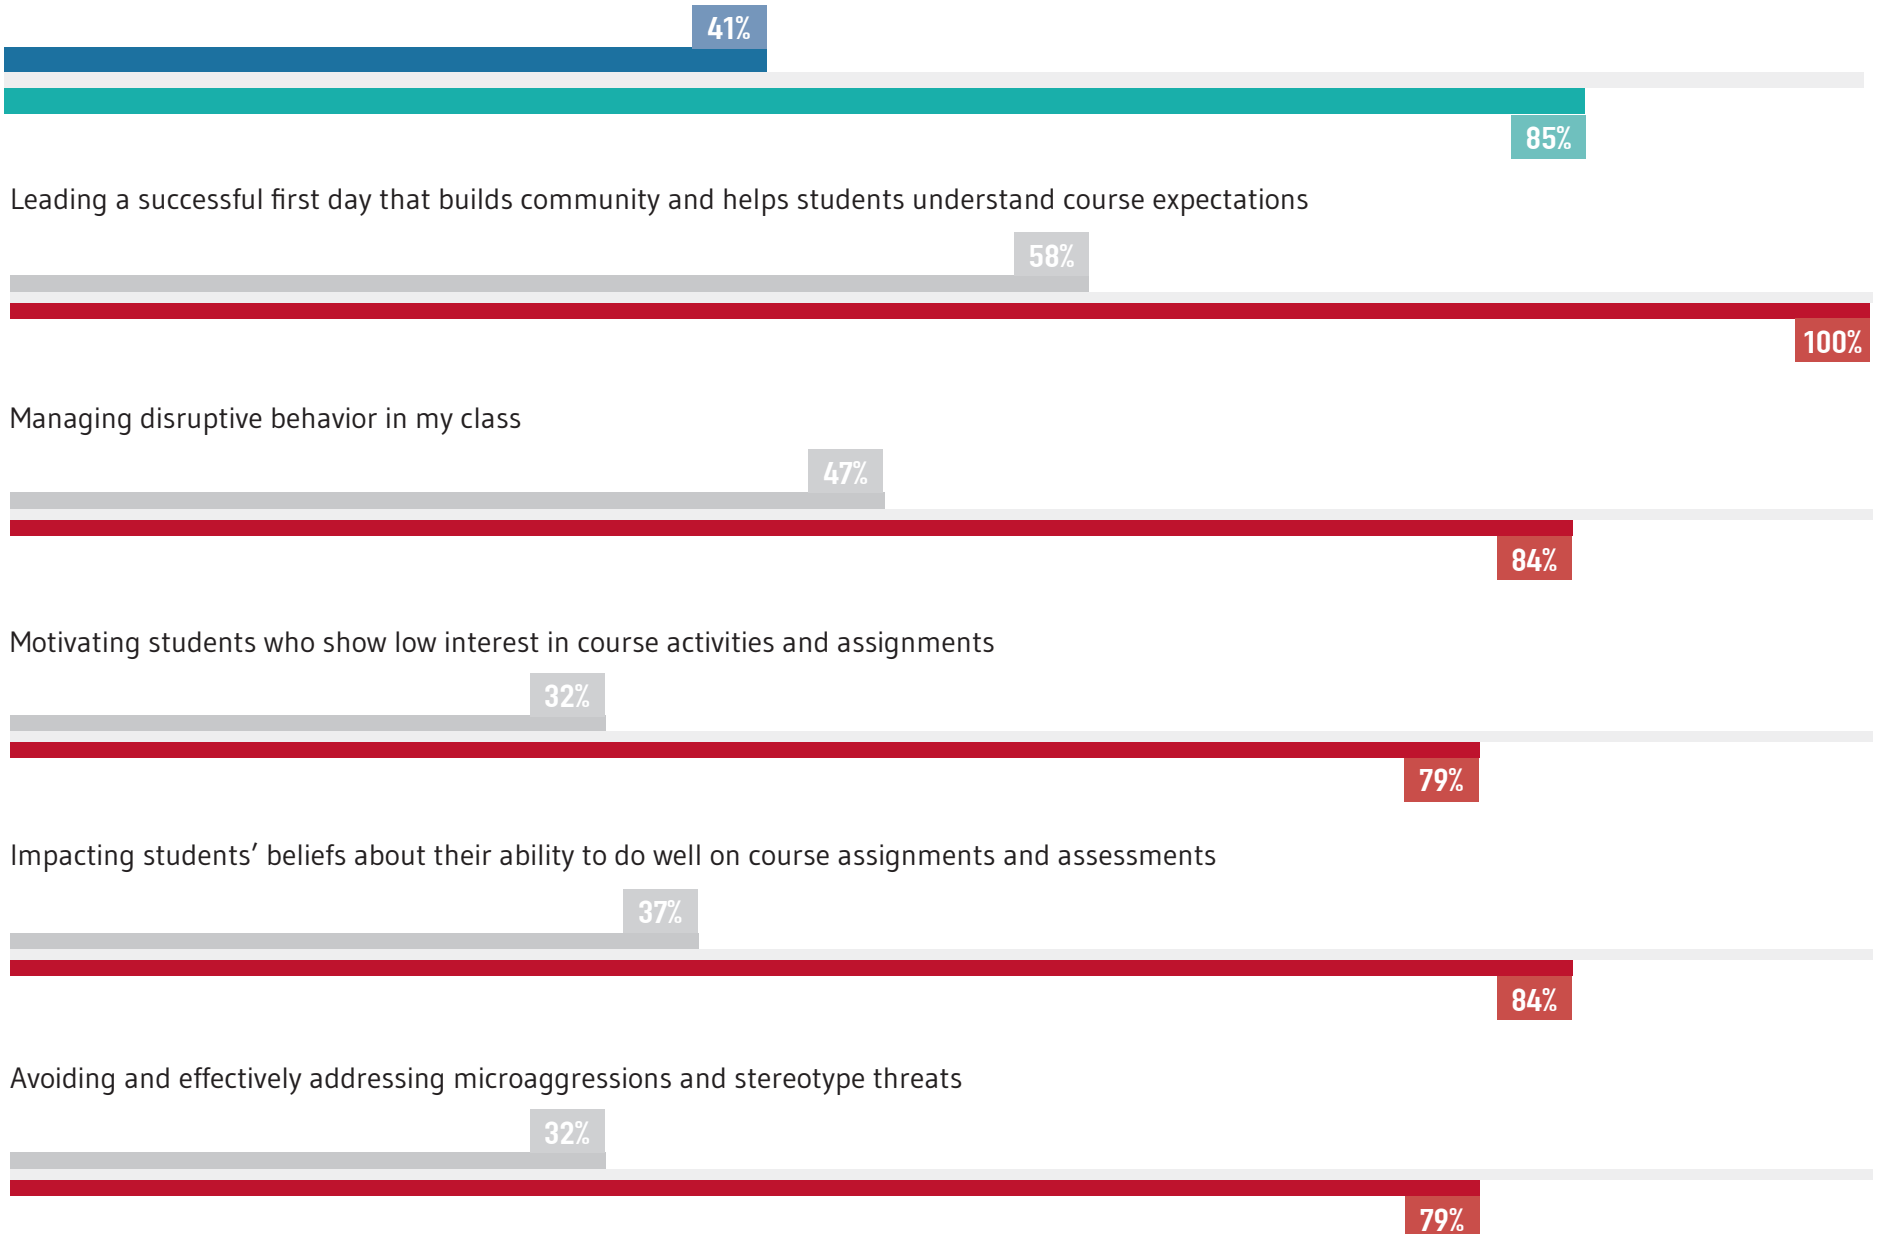 41%
85%
Leading a successful first day that builds community and helps students understand course expectations
58%
100%
Managing disruptive behavior in my class
47%
84%
Motivating students who show low interest in course activities and assignments
32%
79%
Impacting students’ beliefs about their ability to do well on course assignments and assessments
37%
84%
Avoiding and effectively addressing microaggressions and stereotype threats
32%
79%